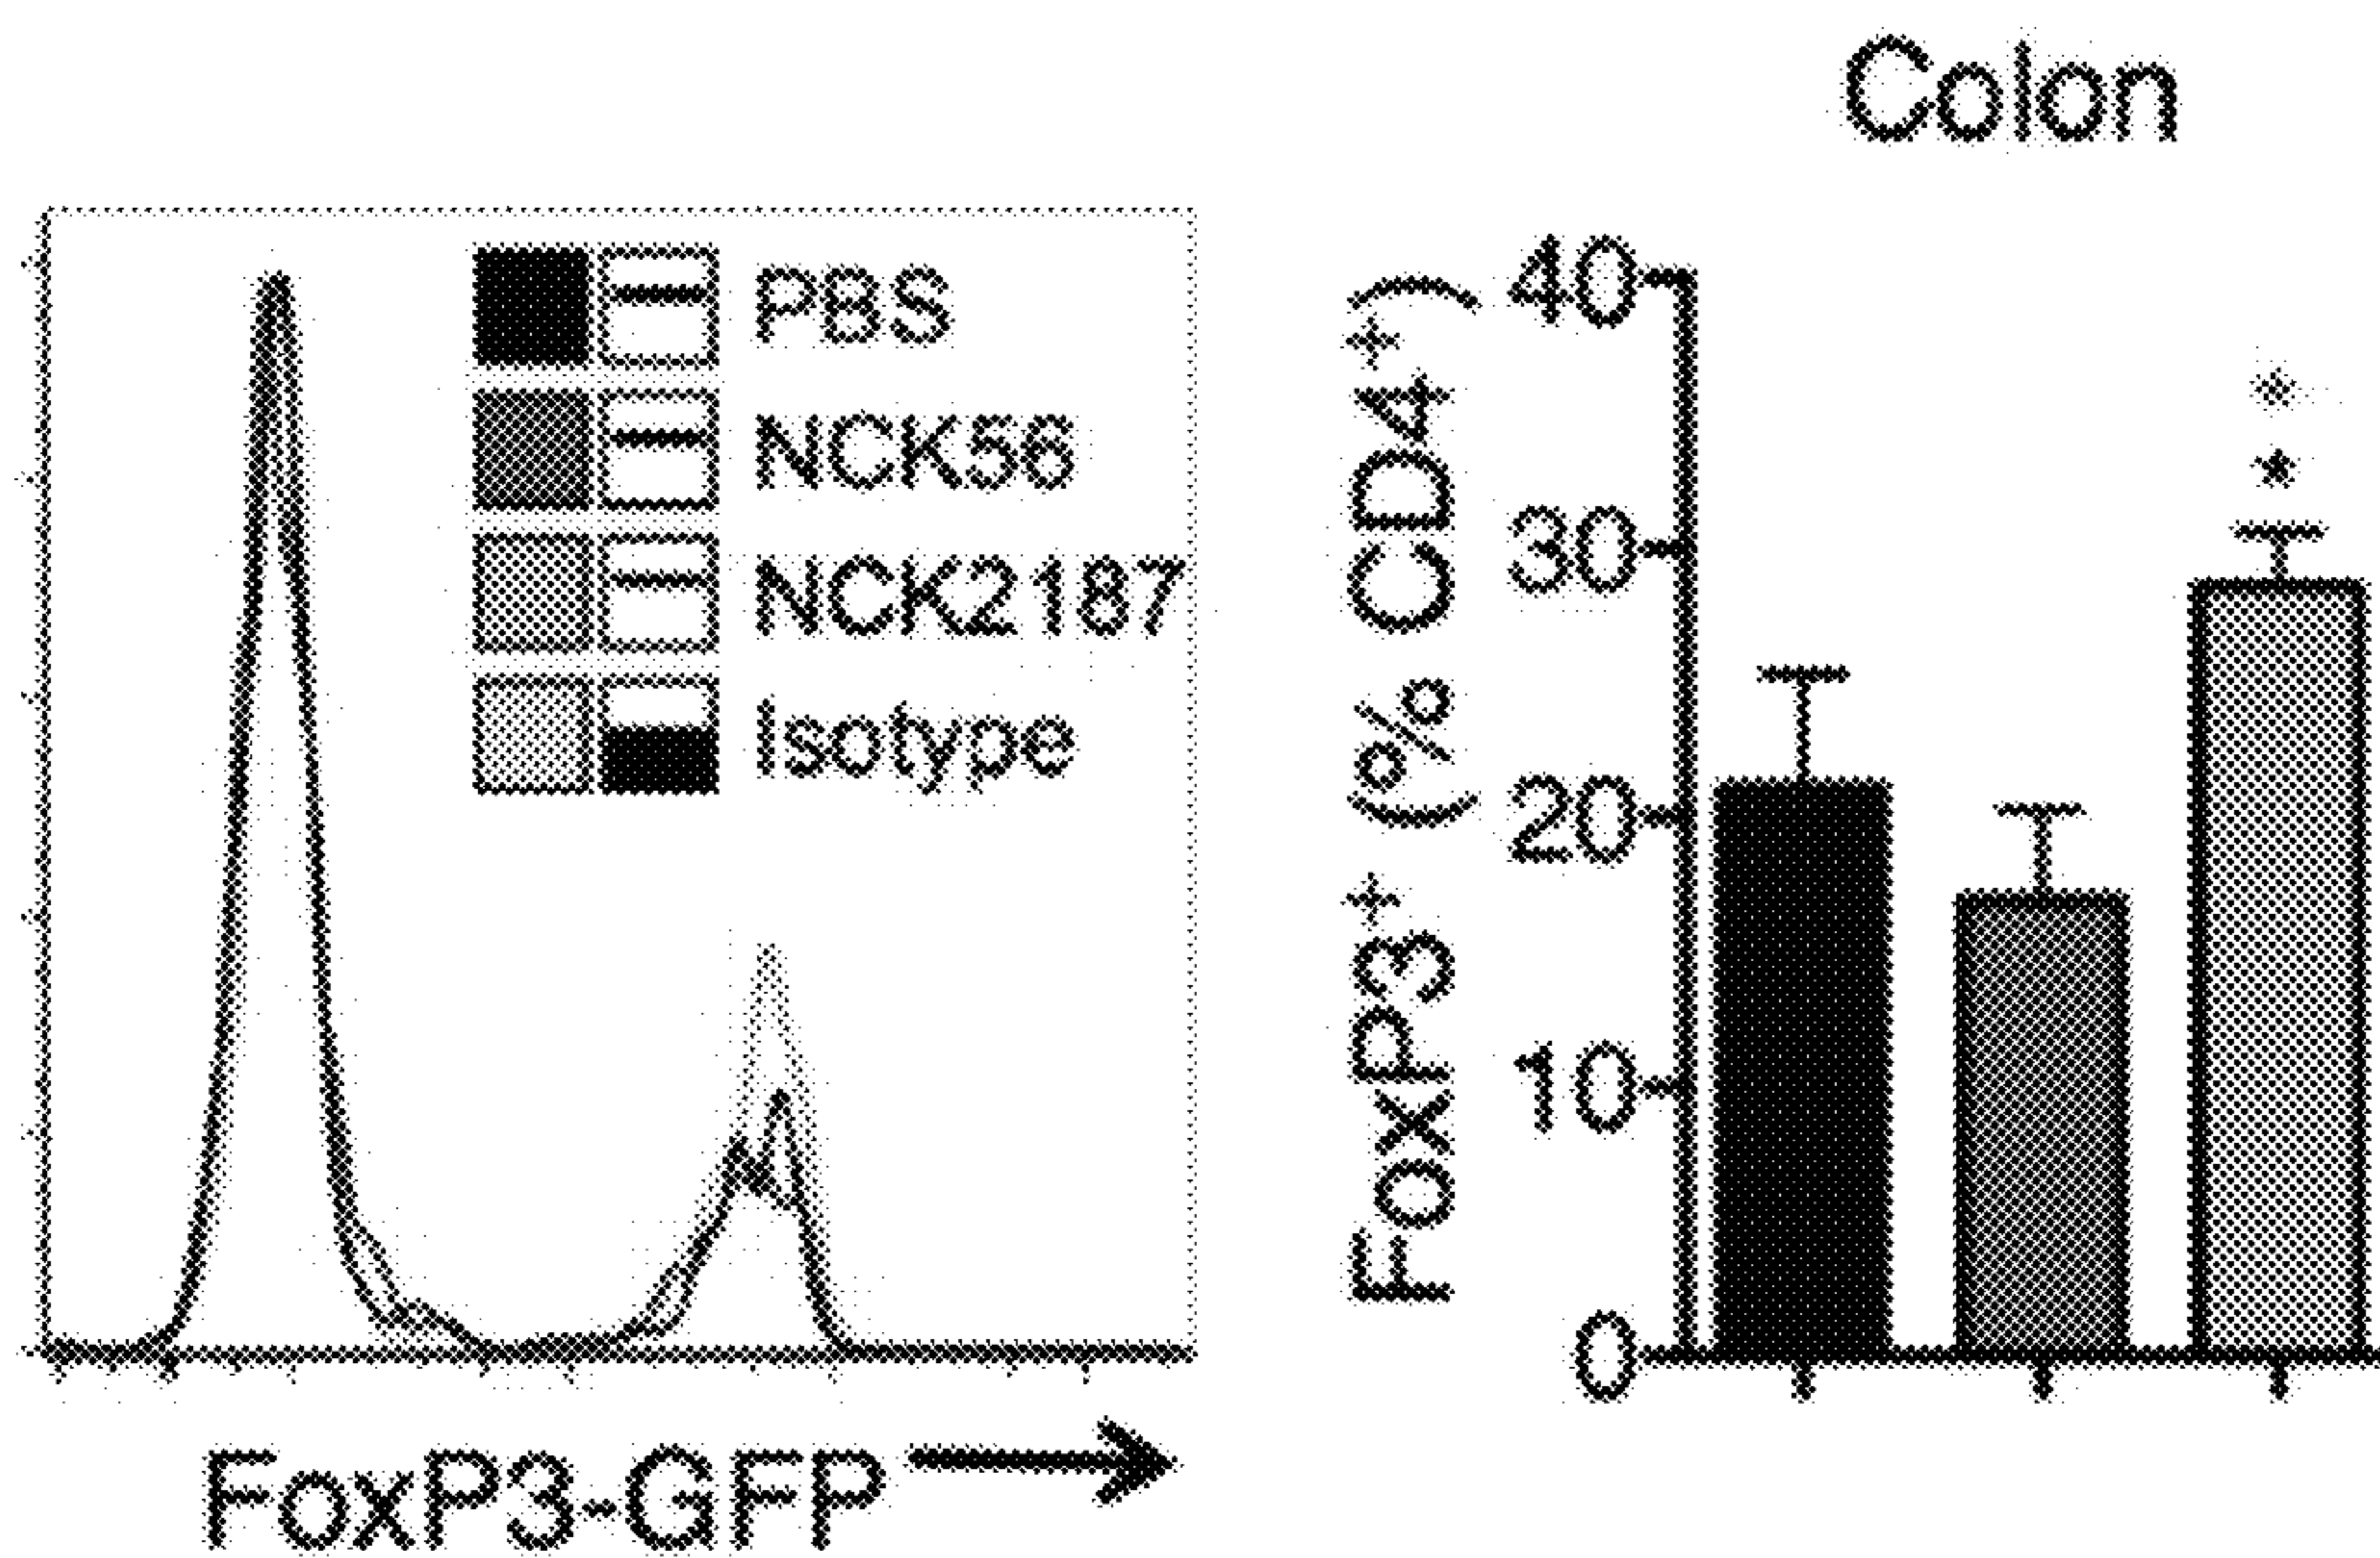 PBS
NCK56
NCK2187
Isotype
FoxP3-GFP
Colon
FoxP3+ (% CD4+)
40
30
20
10
0
*
*